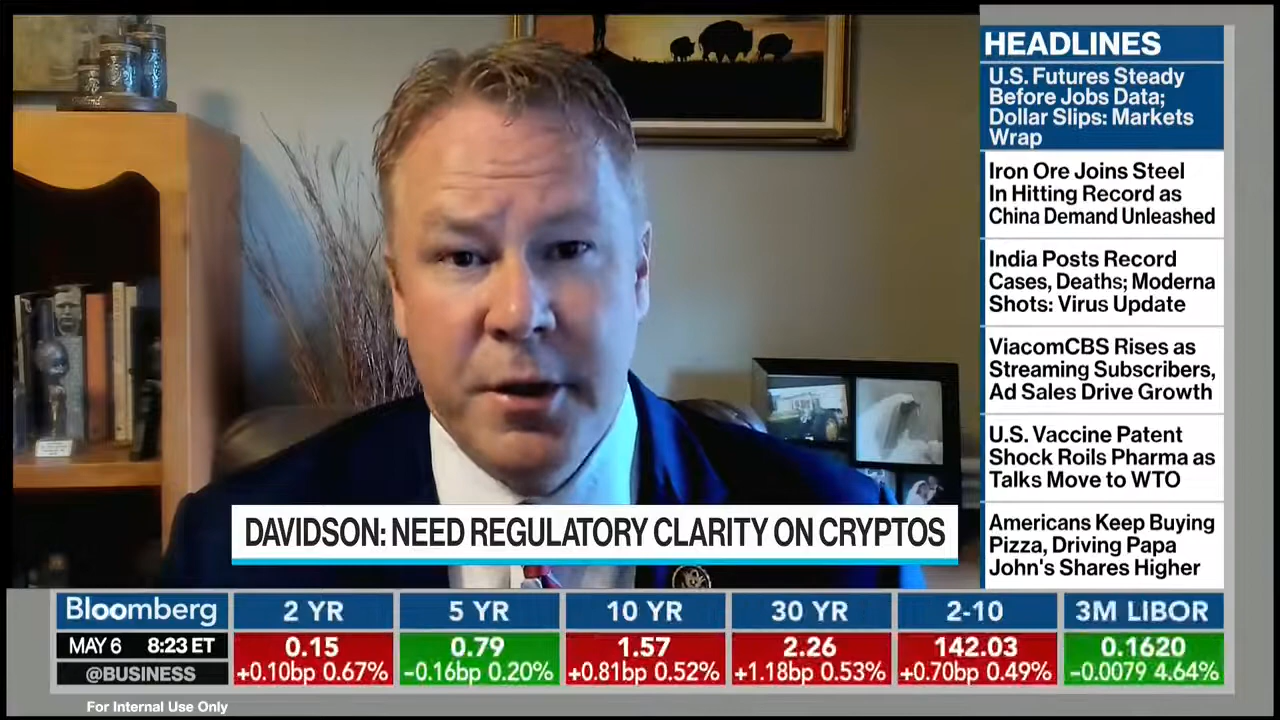 HEADLINES
U.S. Futures Steady
Before Jobs Data;
Dollar Slips: Markets
Wrap
Iron Ore Joins Steel
In Hitting Record as
China Demand Unleashed
India Posts Record
Cases, Deaths; Moderna
Shots: Virus Update
ViacomCBS Rises as
Streaming Subscribers,
Ad Sales Drive Growth
U.S. Vaccine Patent
Shock Roils Pharma as
Talks Move to WTO
Americans Keep Buying
Pizza, Driving Papa
John's Shares Higher
DAVIDSON: NEED REGULATORY CLARITY ON CRYPTOS
Bloomberg 2 YR 5 YR 10 YR 30 YR 2-10 3M LIBOR
MAY 6 8:23 ET 0.15 0.79 1.57 2.26 142.03 0.1620
@BUSINESS +0.10bp 0.67% -0.16bp 0.20% +0.81bp 0.52% +1.18bp 0.53% +0.70bp 0.49% -0.0079 4.64%
For Internal Use Only